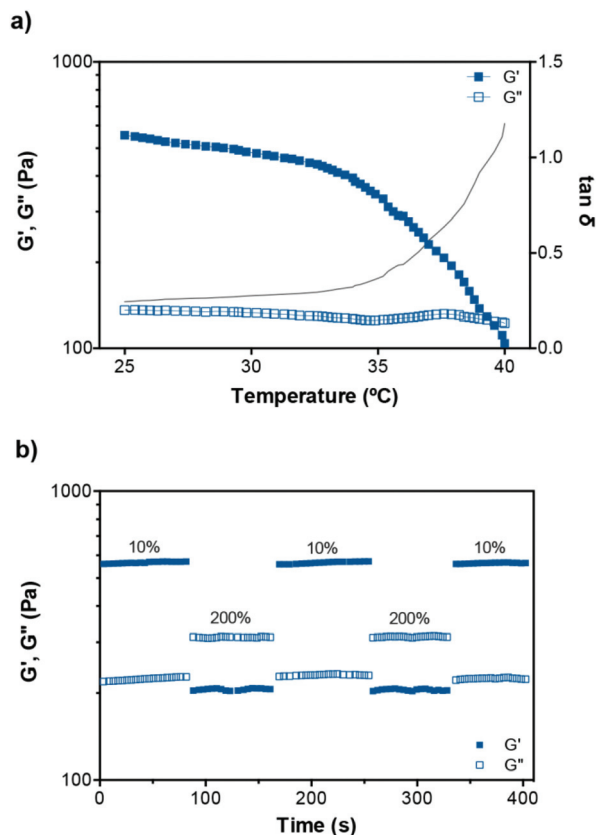 a)
1000
100
G', G" (Pa)
1.5
1.0
0.5
0.0
tan δ
G'
G"
25
30
35
40
Temperature (ºC)
b)
1000
100
G', G" (Pa)
10%
10%
10%
200%
200%
G'
G"
0
100
200
300
400
Time (s)